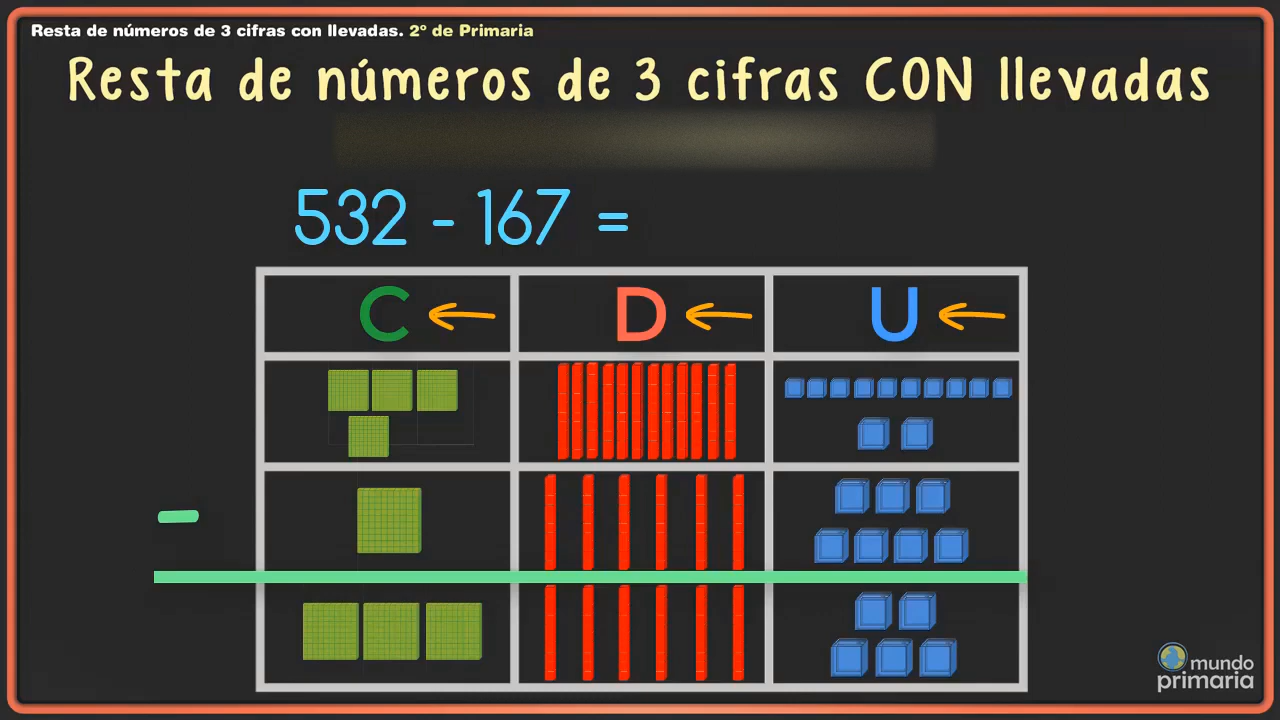 Resta de números de 3 cifras con llevadas. 2º de Primaria
Resta de números de 3 cifras CON llevadas
532 - 167 =
C D U
-
mundo
primaria